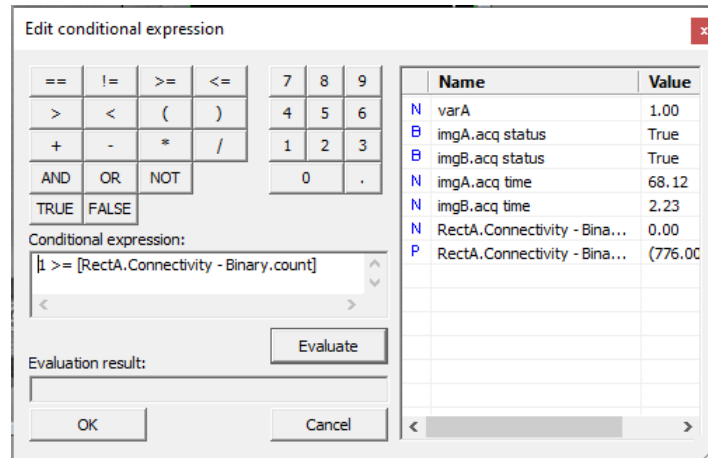 Edit conditional expression
x
== != >= <= 7 8 9
> < ( ) 4 5 6
+ - * / 1 2 3
AND OR NOT 0 .
TRUE FALSE
Conditional expression:
1 >= [RectA.Connectivity - Binary.count]
Evaluate
Evaluation result:
OK Cancel
Name Value
N varA 1.00
B imgA.acq status True
B imgB.acq status True
N imgA.acq time 68.12
N imgB.acq time 2.23
N RectA.Connectivity - Bina... 0.00
P RectA.Connectivity - Bina... (776.00